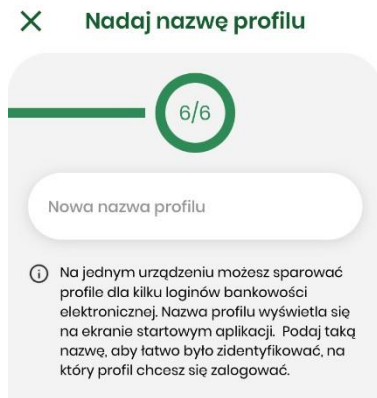 Nadaj nazwę profilu
6/6
Nowa nazwa profilu
Na jednym urządzeniu możesz sparować
profile dla kilku loginów bankowości
elektronicznej. Nazwa profilu wyświetla się
na ekranie startowym aplikacji. Podaj taką
nazwę, aby łatwo było zidentyfikować, na
który profil chcesz się zalogować.